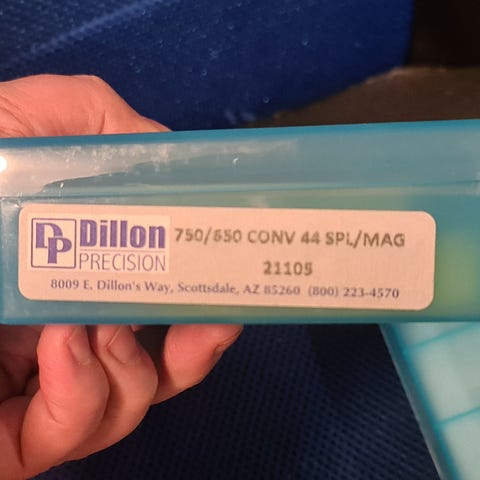 DP Dillon PRECISION
750/650 CONV 44 SPL/MAG
21105
8009 E. Dillon's Way, Scottsdale, AZ 85260 (800) 223-4570